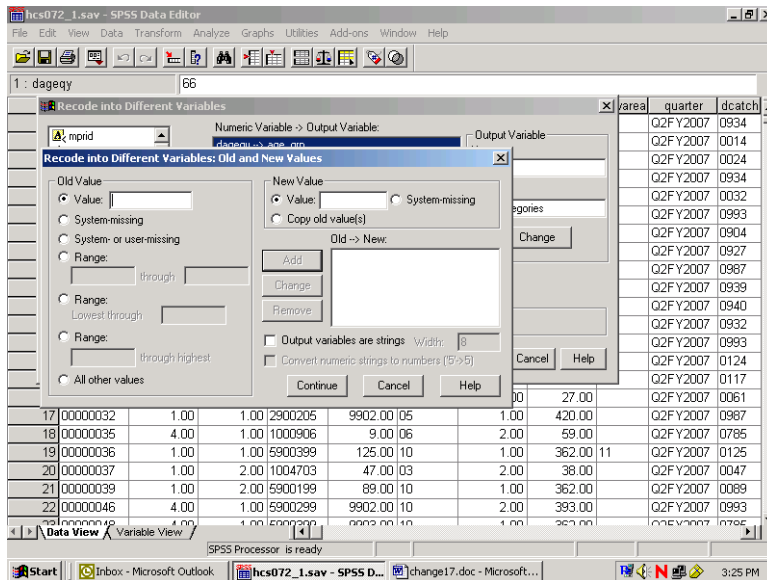 hcs072_1.sav - SPSS Data Editor
File Edit View Data Transform Analyze Graphs Utilities Add-ons Window Help
1 : dageqy 66
Recode into Different Variables
mprid
Numeric Variable -> Output Variable:
Output Variable
Change
Cancel Help
Recode into Different Variables: Old and New Values
Old Value
Value:
System-missing
System- or user-missing
Range:
through
Range:
Lowest through
Range:
through highest
All other values
New Value
Value: System-missing
Copy old value(s)
Old --> New:
Add
Change
Remove
Output variables are strings Width: 8
Convert numeric strings to numbers ('5'->5)
Continue Cancel Help
quarter dcatch
Q2FY2007 0934
Q2FY2007 0014
Q2FY2007 0024
Q2FY2007 0934
Q2FY2007 0032
Q2FY2007 0993
Q2FY2007 0904
Q2FY2007 0927
Q2FY2007 0987
Q2FY2007 0939
Q2FY2007 0940
Q2FY2007 0932
Q2FY2007 0993
Q2FY2007 0124
Q2FY2007 0117
27.00 Q2FY2007 0061
17 00000032 1.00 1.00 2900205 9902.00 05 1.00 420.00 Q2FY2007 0987
18 00000035 4.00 1.00 1000906 9.00 06 2.00 59.00 Q2FY2007 0785
19 00000036 1.00 1.00 5900399 125.00 10 1.00 362.00 11 Q2FY2007 0125
20 00000037 1.00 2.00 1004703 47.00 03 2.00 38.00 Q2FY2007 0047
21 00000039 1.00 2.00 5900199 89.00 10 1.00 362.00 Q2FY2007 0089
22 00000046 4.00 1.00 5900299 9902.00 10 2.00 393.00 Q2FY2007 0993
Data View Variable View
SPSS Processor is ready
Start Inbox - Microsoft Outlook hcs072_1.sav - SPSS D... change17.doc - Microsoft... 3:25 PM